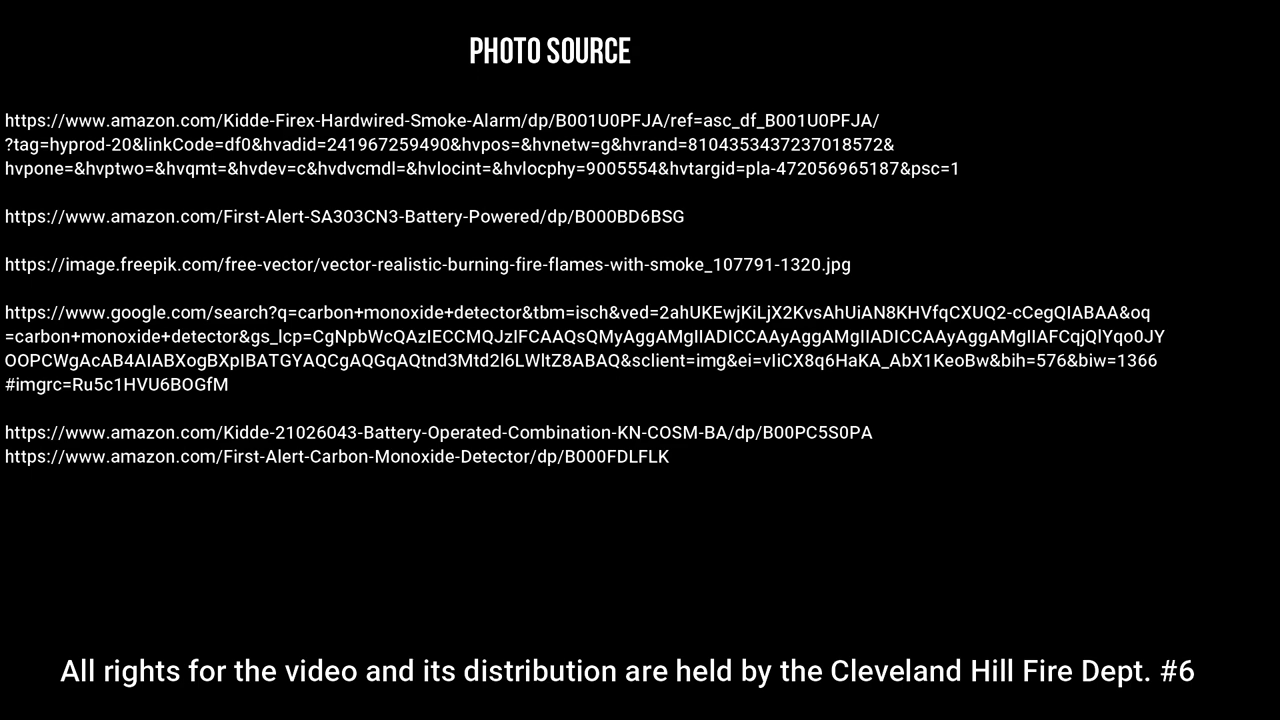 PHOTO SOURCE
https://www.amazon.com/Kidde-Firex-Hardwired-Smoke-Alarm/dp/B001U0PFJA/ref=asc_df_B001U0PFJA/
?tag=hyprod-20&linkCode=df0&hvadid=241967259490&hvpos=&hvnetw=g&hvrand=8104353437237018572&
hvpone=&hvptwo=&hvqmt=&hvdev=c&hvdvcmdl=&hvlocint=&hvlocphy=9005554&hvtargid=pla-472056965187&psc=1
https://www.amazon.com/First-Alert-SA303CN3-Battery-Powered/dp/B000BD6BSG
https://image.freepik.com/free-vector/vector-realistic-burning-fire-flames-with-smoke_107791-1320.jpg
https://www.google.com/search?q=carbon+monoxide+detector&tbm=isch&ved=2ahUKEwjKiLjX2KvsAhUiAN8KHVfqCXUQ2-cCegQIABAA&oq
=carbon+monoxide+detector&gs_lcp=CgNpbWcQAzIECCMQJzIFCAAQsQMyAggAMgIIADICCAAyAggAMgIIADICCAAyAggAMgIIAFCqjQlYqo0JY
OOPCWgAcAB4AIABXogBXpIBATGYAQCgAQGqAQtnd3Mtd2l6LWltZ8ABAQ&sclient=img&ei=vIiCX8q6HaKA_AbX1KeoBw&bih=576&biw=1366
#imgrc=Ru5c1HVU6BOGfM
https://www.amazon.com/Kidde-21026043-Battery-Operated-Combination-KN-COSM-BA/dp/B00PC5S0PA
https://www.amazon.com/First-Alert-Carbon-Monoxide-Detector/dp/B000FDLFLK
All rights for the video and its distribution are held by the Cleveland Hill Fire Dept. #6